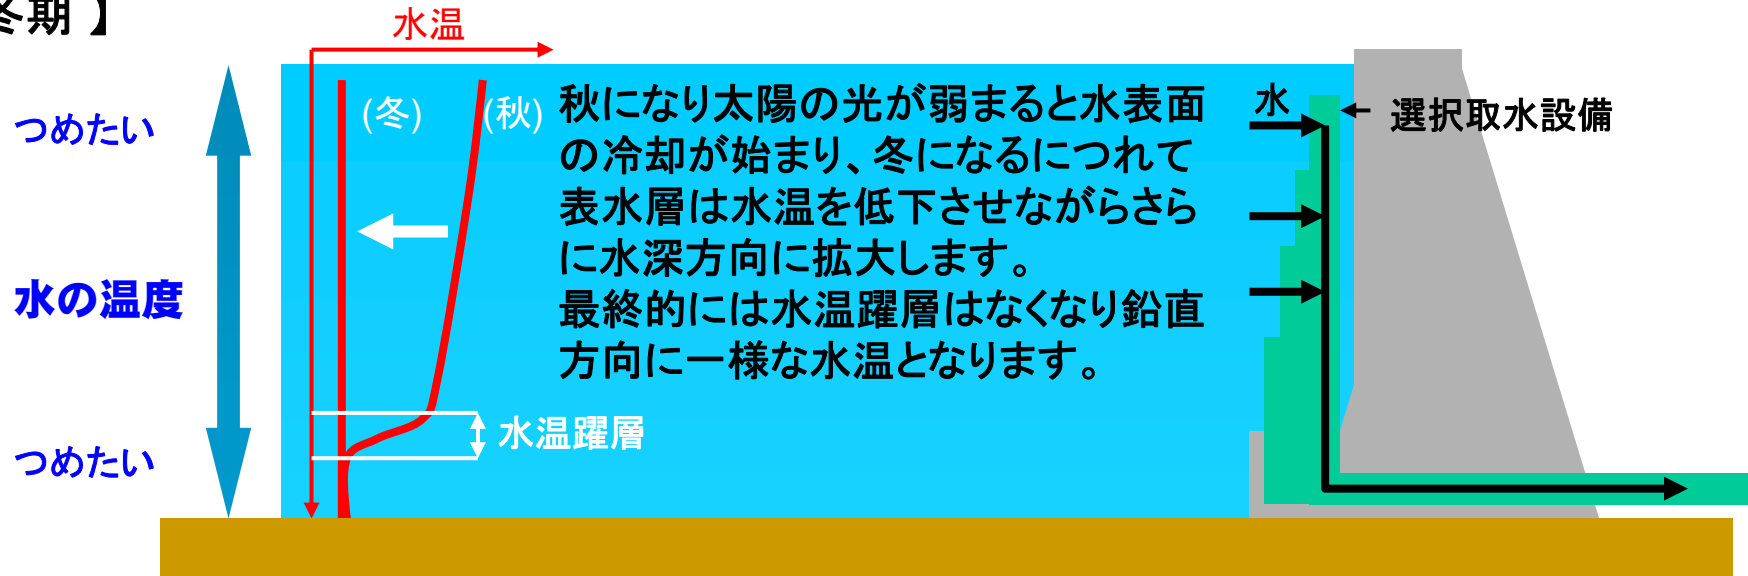 冬期 】
水温
つめたい
水の温度
つめたい
(冬)
(秋)
秋になり太陽の光が弱まると水表面
の冷却が始まり、冬になるにつれて
表水層は水温を低下させながらさら
に水深方向に拡大します。
最終的には水温躍層はなくなり鉛直
方向に一様な水温となります。
水温躍層
水
選択取水設備